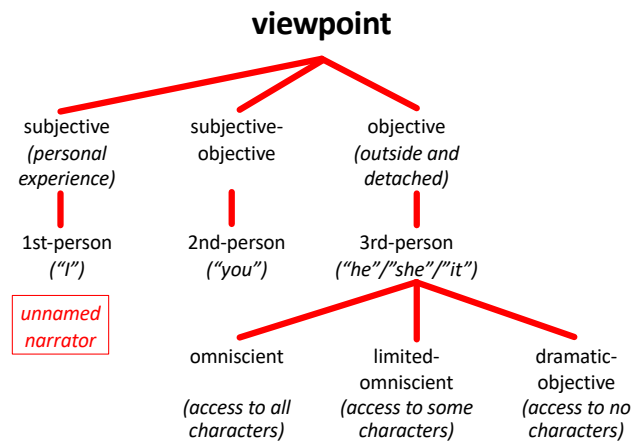 viewpoint
subjective
(personal
experience)
subjective-
objective
objective
(outside and
detached)
1st-person
(“I”)
2nd-person
(“you”)
3rd-person
(“he”/”she”/”it”)
unnamed
narrator
omniscient
(access to all
characters)
limited-
omniscient
(access to some
characters)
dramatic-
objective
(access to no
characters)